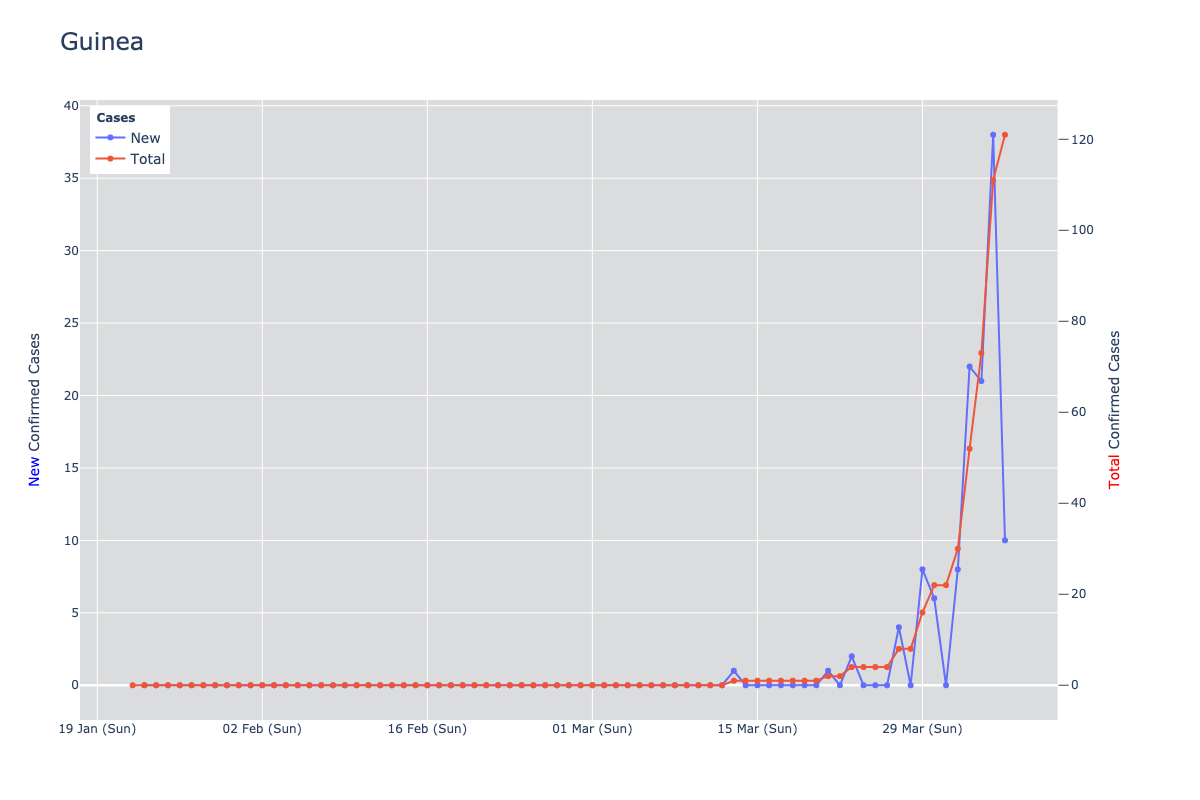 Guinea
Cases
New
Total
40
35
30
25
20
15
10
5
0
120
100
80
60
40
20
0
New Confirmed Cases
Total Confirmed Cases
19 Jan (Sun)
02 Feb (Sun)
16 Feb (Sun)
01 Mar (Sun)
15 Mar (Sun)
29 Mar (Sun)